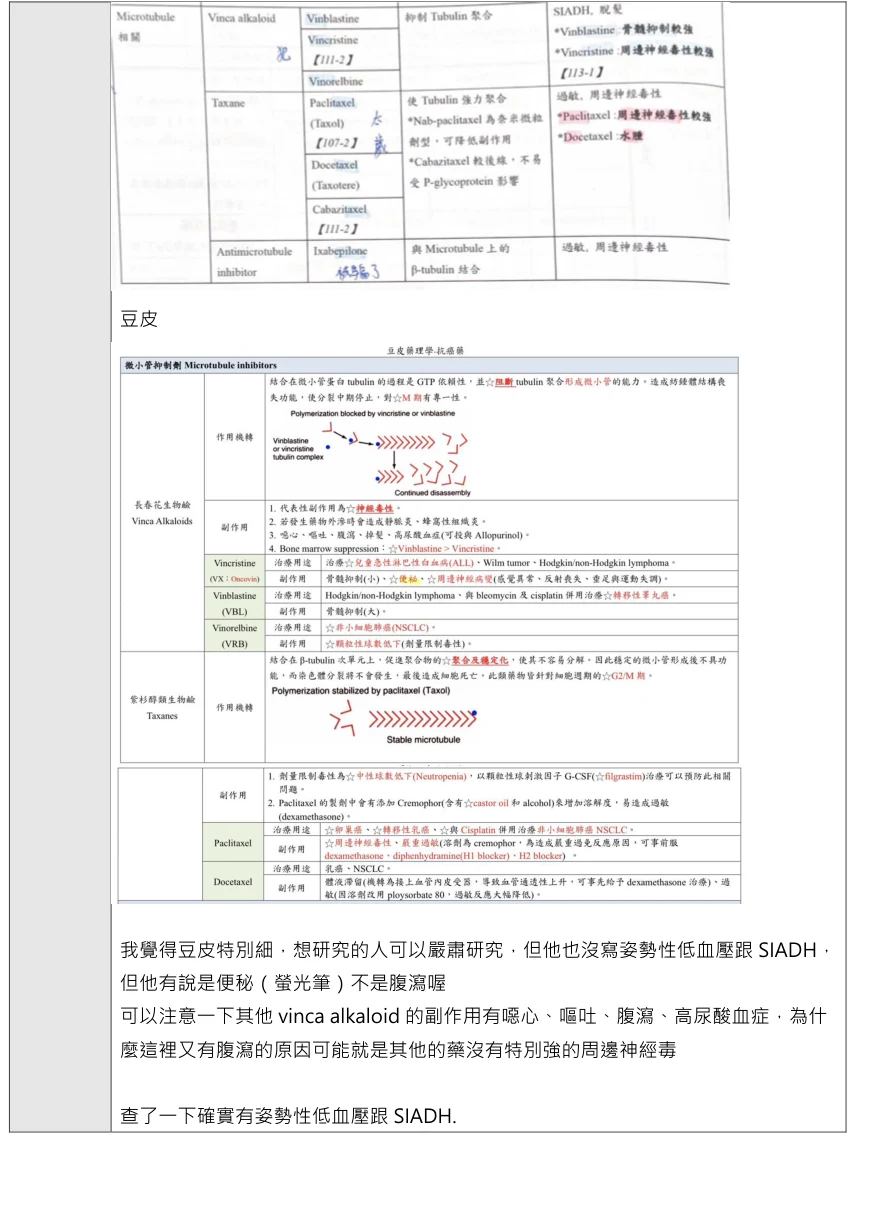 Microtubule
相關
Vinca alkaloid
Vinblastine
Vincristine
【111-2】
Vinorelbine
抑制 Tubulin 聚合
SIADH, 脫髮
*Vinblastine :骨髓抑制較強
*Vincristine :周邊神經毒性較強
【113-1】
Taxane
Paclitaxel
(Taxol)
【107-2】
太
歲
Docetaxel
(Taxotere)
Cabazitaxel
【111-2】
使 Tubulin 強力聚合
*Nab-paclitaxel 為奈米微粒
劑型，可降低副作用
*Cabazitaxel 較後線，不易
受 P-glycoprotein 影響
過敏, 周邊神經毒性
*Paclitaxel :周邊神經毒性較強
*Docetaxel :水腫
Antimicrotubule
inhibitor
Ixabepilone
被騙了
與 Microtubule 上的
β-tubulin 結合
過敏, 周邊神經毒性
豆皮
豆皮藥理學-抗癌藥
微小管抑制劑 Microtubule inhibitors
長春花生物鹼
Vinca Alkaloids
作用機轉
結合在微小管蛋白 tubulin 的過程是 GTP 依賴性，並☆阻斷 tubulin 聚合形成微小管的能力。造成紡錘體結構喪
失功能，使分裂中期停止，對☆M 期有專一性。
Polymerization blocked by vincristine or vinblastine
Vinblastine
or vincristine
tubulin complex
Continued disassembly
副作用
1. 代表性副作用為☆神經毒性。
2. 若發生藥物外滲時會造成靜脈炎、蜂窩性組織炎。
3. 噁心、嘔吐、腹瀉、掉髮、高尿酸血症(可投與 Allopurinol)。
4. Bone marrow suppression：☆Vinblastine > Vincristine。
Vincristine
(VX：Oncovin)
治療用途
治療☆兒童急性淋巴性白血病(ALL)、Wilm tumor、Hodgkin/non-Hodgkin lymphoma。
副作用
骨髓抑制(小)、☆便秘、☆周邊神經病變(感覺異常、反射喪失、垂足與運動失調)。
Vinblastine
(VBL)
治療用途
Hodgkin/non-Hodgkin lymphoma、與 bleomycin 及 cisplatin 併用治療☆轉移性睪丸癌。
副作用
骨髓抑制(大)。
Vinorelbine
(VRB)
治療用途
☆非小細胞肺癌(NSCLC)。
副作用
☆顆粒性球數低下(劑量限制毒性)。
紫杉醇類生物鹼
Taxanes
作用機轉
結合在 β-tubulin 次單元上，促進聚合物的☆聚合及穩定化，使其不容易分解。因此穩定的微小管形成後不具功
能，而染色體分裂將不會發生，最後造成細胞死亡。此類藥物皆針對細胞週期的☆G2/M 期。
Polymerization stabilized by paclitaxel (Taxol)
Stable microtubule
副作用
1. 劑量限制毒性為☆中性球數低下(Neutropenia)，以顆粒性球刺激因子 G-CSF(☆filgrastim)治療可以預防此相關
問題。
2. Paclitaxel 的製劑中會有添加 Cremophor(含有☆castor oil 和 alcohol)來增加溶解度，易造成過敏
(dexamethasone)。
Paclitaxel
治療用途
☆卵巢癌、☆轉移性乳癌、☆與 Cisplatin 併用治療非小細胞肺癌 NSCLC。
副作用
☆周邊神經毒性、嚴重過敏(溶劑為 cremophor，為造成嚴重過免反應原因，可事前服
dexamethasone，diphenhydramine(H1 blocker)，H2 blocker) 。
Docetaxel
治療用途
乳癌、NSCLC。
副作用
體液滯留(機轉為接上血管內皮受器，導致血管通透性上升，可事先給予 dexamethasone 治療)、過
敏(因溶劑改用 ploysorbate 80，過敏反應大幅降低)。
我覺得豆皮特別細，想研究的人可以嚴肅研究，但他也沒寫姿勢性低血壓跟 SIADH，
但他有說是便秘（螢光筆）不是腹瀉喔
可以注意一下其他 vinca alkaloid 的副作用有噁心、嘔吐、腹瀉、高尿酸血症，為什
麼這裡又有腹瀉的原因可能就是其他的藥沒有特別強的周邊神經毒
查了一下確實有姿勢性低血壓跟 SIADH.